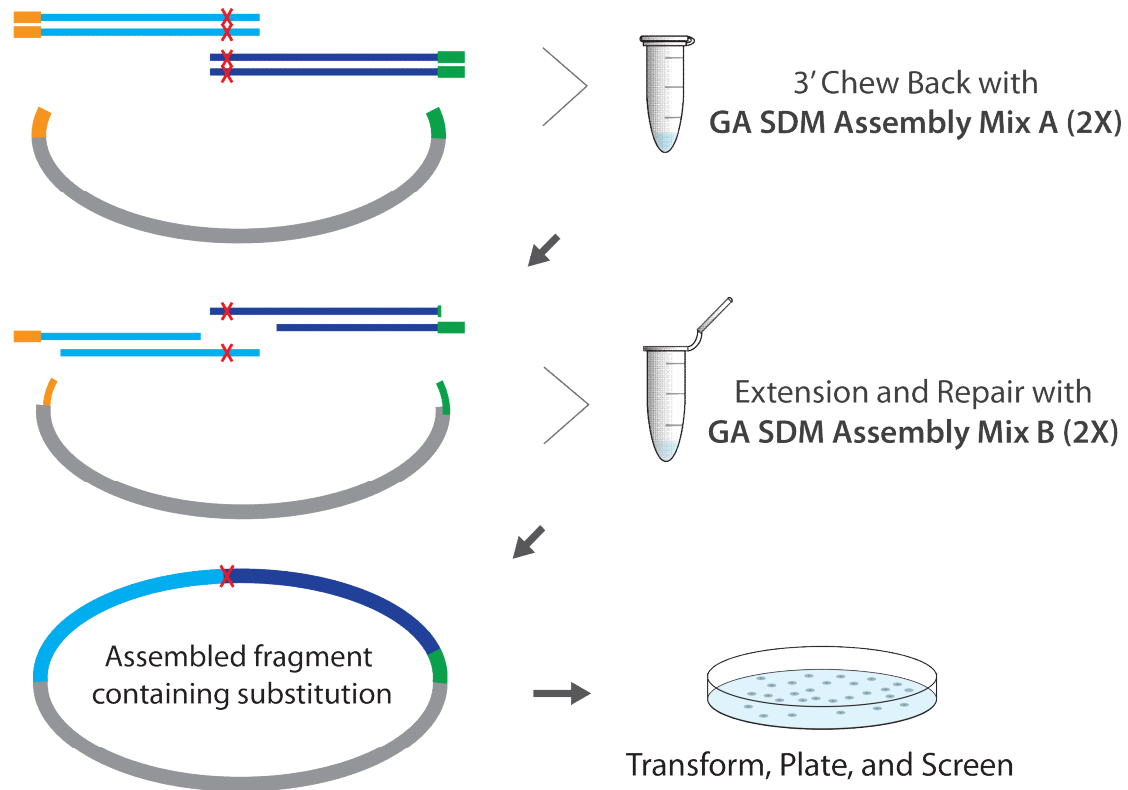 3’ Chew Back with
GA SDM Assembly Mix A (2X)
Extension and Repair with
GA SDM Assembly Mix B (2X)
Assembled fragment
containing substitution
Transform, Plate, and Screen